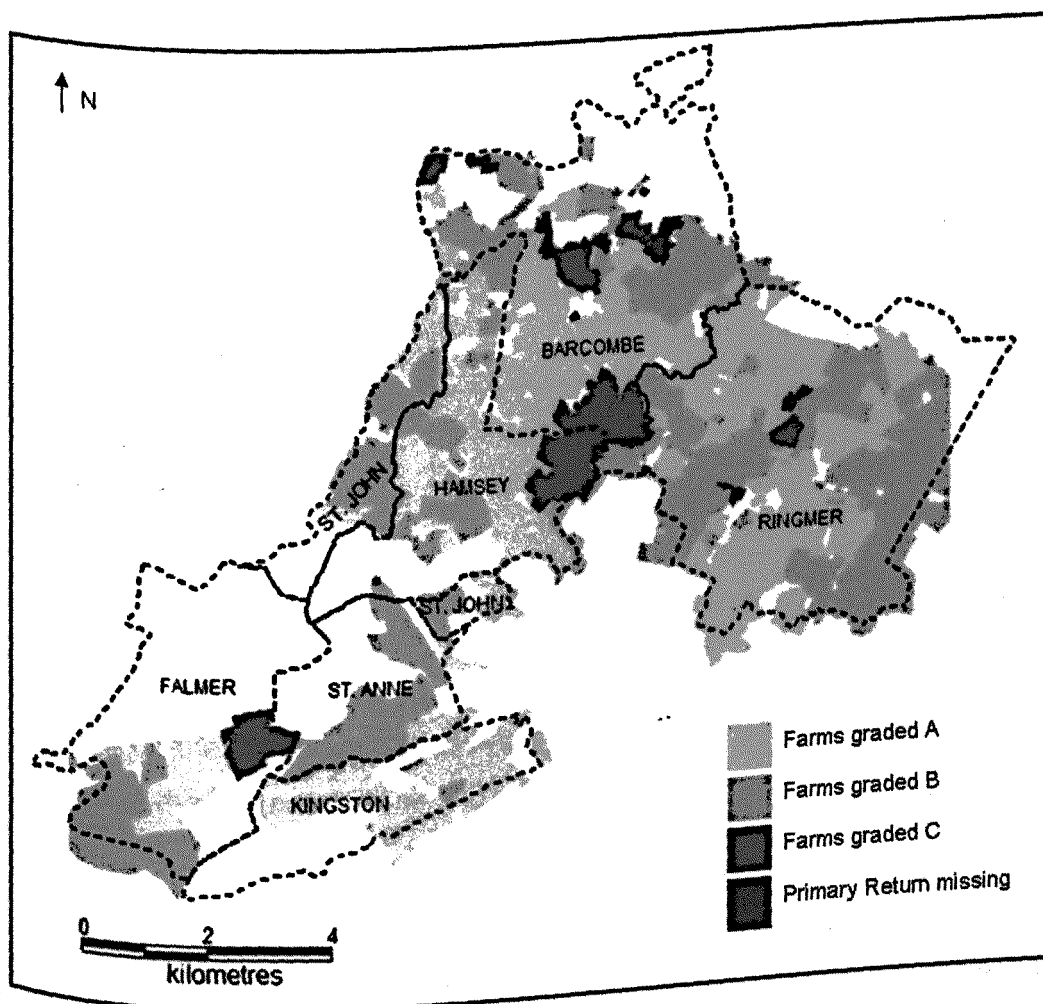 N
BARCOMBE
ST. JOHN
HAMSEY
RINGMER
ST. JOHN
FALMER
ST. ANNE
KINGSTON
Farms graded A
Farms graded B
Farms graded C
Primary Return missing
0 2 4
kilometres